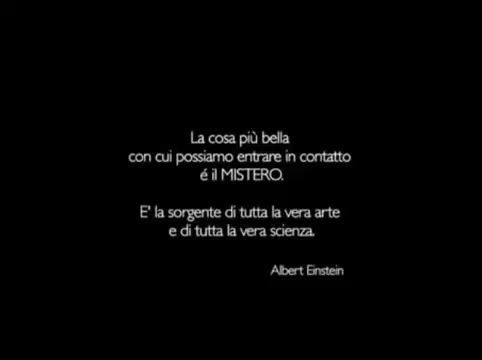 La cosa più bella
con cui possiamo entrare in contatto
é il MISTERO.
E' la sorgente di tutta la vera arte
e di tutta la vera scienza.
Albert Einstein